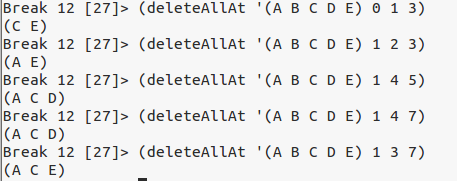 Break 12 [27]> (deleteAllAt '(A B C D E) 0 1 3)
(C E)
Break 12 [27]> (deleteAllAt '(A B C D E) 1 2 3)
(A E)
Break 12 [27]> (deleteAllAt '(A B C D E) 1 4 5)
(A C D)
Break 12 [27]> (deleteAllAt '(A B C D E) 1 4 7)
(A C D)
Break 12 [27]> (deleteAllAt '(A B C D E) 1 3 7)
(A C E)